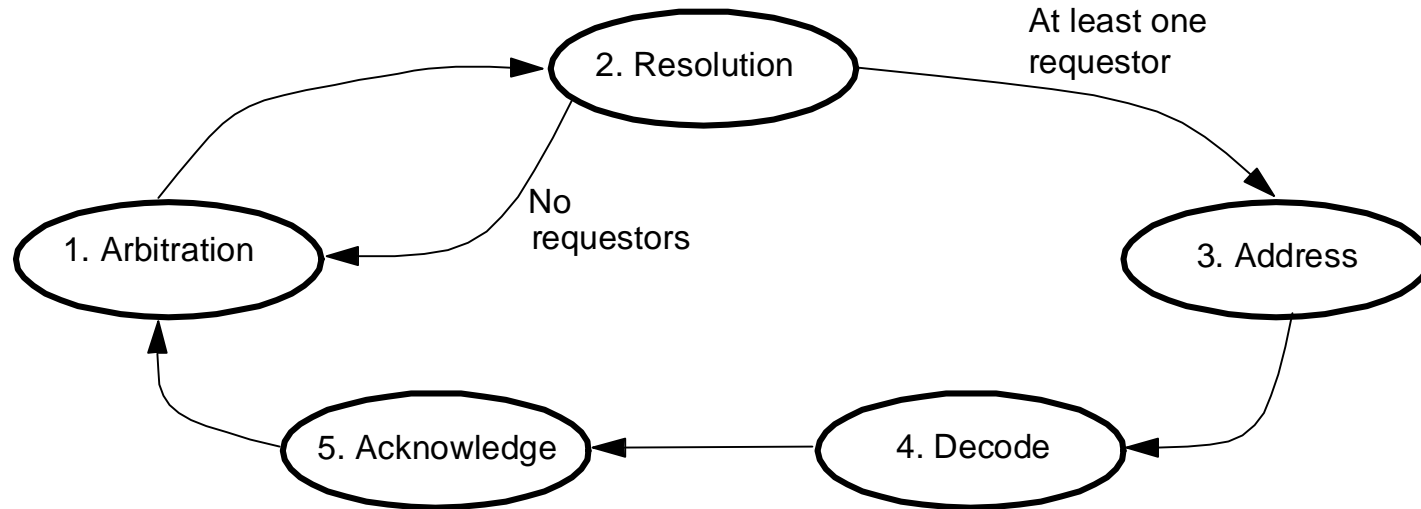 At least one
requestor
2. Resolution
No
requestors
1. Arbitration
3. Address
5. Acknowledge
4. Decode